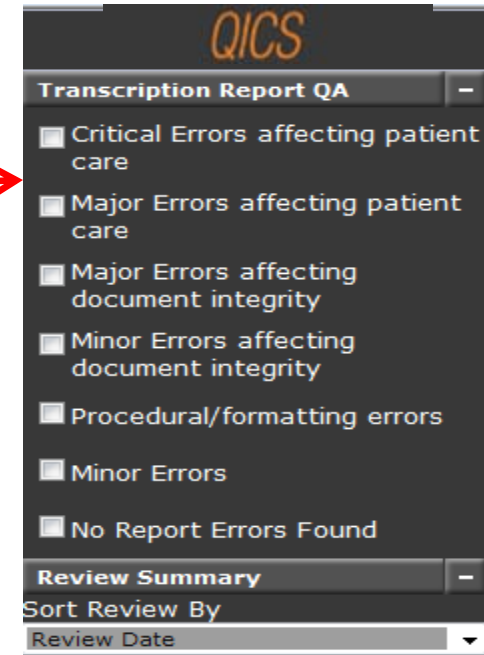 QICS
Transcription Report QA
Critical Errors affecting patient
care
Major Errors affecting patient
care
Major Errors affecting
document integrity
Minor Errors affecting
document integrity
Procedural/formatting errors
Minor Errors
No Report Errors Found
Review Summary
Sort Review By
Review Date